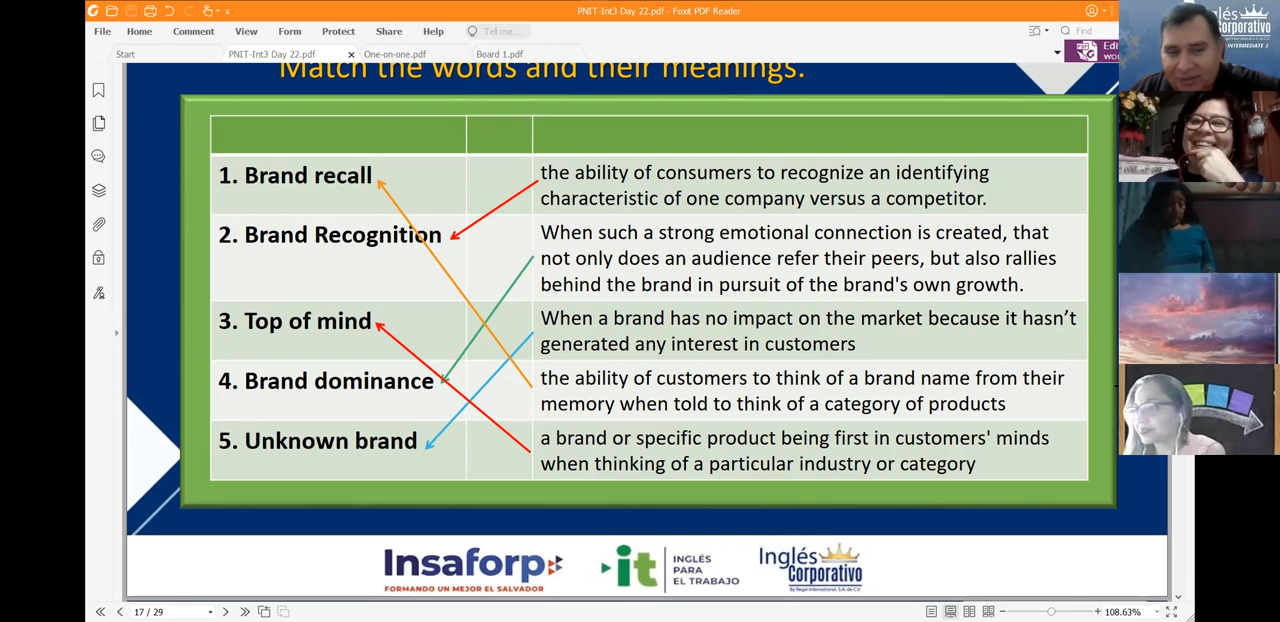 PNIT-Int3 Day 22.pdf - Foxit PDF Reader
File Home Comment View Form Protect Share Help Tell me... Find
Start PNIT-Int3 Day 22.pdf One-on-one.pdf Board 1.pdf
Match the words and their meanings.
1. Brand recall
the ability of consumers to recognize an identifying
characteristic of one company versus a competitor.
2. Brand Recognition
When such a strong emotional connection is created, that
not only does an audience refer their peers, but also rallies
behind the brand in pursuit of the brand's own growth.
3. Top of mind
When a brand has no impact on the market because it hasn’t
generated any interest in customers
4. Brand dominance
the ability of customers to think of a brand name from their
memory when told to think of a category of products
5. Unknown brand
a brand or specific product being first in customers' minds
when thinking of a particular industry or category
Insaforp
FORMANDO UN MEJOR EL SALVADOR
it
INGLÉS
PARA
EL TRABAJO
Inglés
Corporativo
By Regal International, S.A. de C.V.
17 / 29
108.63%
Corporativo
INTERMEDIATE 3